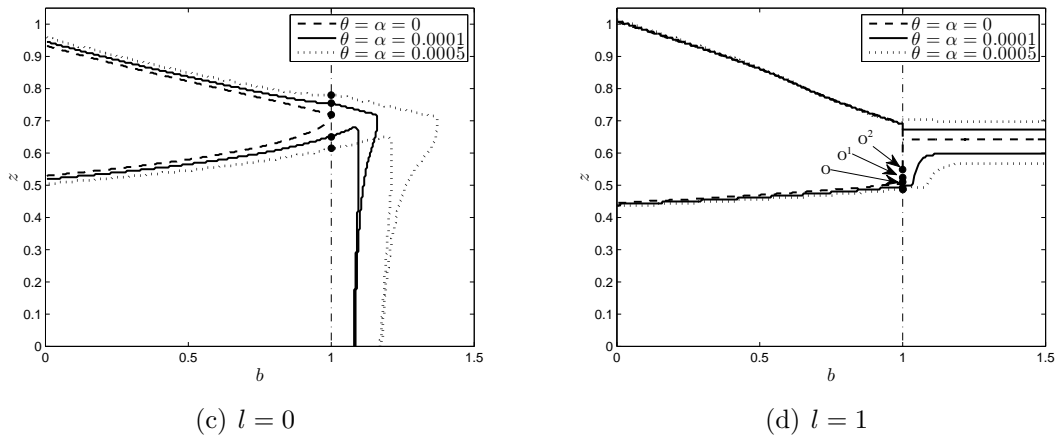 θ = α = 0
θ = α = 0.0001
θ = α = 0.0005
1
0.9
0.8
0.7
0.6
0.5
0.4
0.3
0.2
0.1
0
z
0 0.5 1 1.5
b
(c) l = 0
θ = α = 0
θ = α = 0.0001
θ = α = 0.0005
1
0.9
0.8
0.7
0.6
0.5
0.4
0.3
0.2
0.1
0
z
O²
O¹
O
0 0.5 1 1.5
b
(d) l = 1